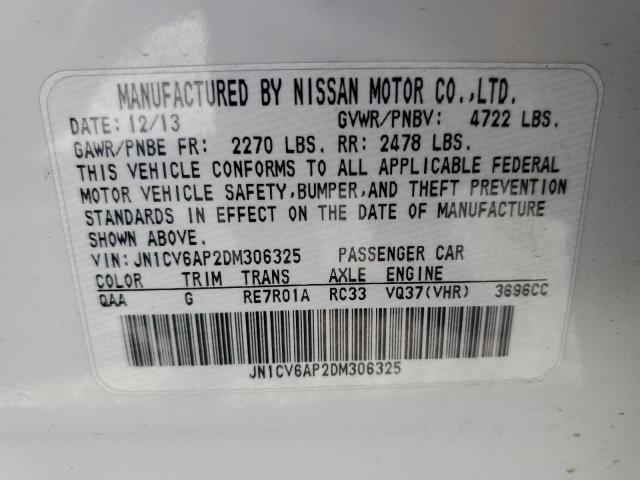 MANUFACTURED BY NISSAN MOTOR CO.,LTD.
DATE: 12/13 GVWR/PNBV: 4722 LBS.
GAWR/PNBE FR: 2270 LBS. RR: 2478 LBS.
THIS VEHICLE CONFORMS TO ALL APPLICABLE FEDERAL
MOTOR VEHICLE SAFETY,BUMPER,AND THEFT PREVENTION
STANDARDS IN EFFECT ON THE DATE OF MANUFACTURE
SHOWN ABOVE.
VIN: JN1CV6AP2DM306325 PASSENGER CAR
COLOR TRIM TRANS AXLE ENGINE
QAA G RE7R01A RC33 VQ37(VHR) 3696CC
JN1CV6AP2DM306325